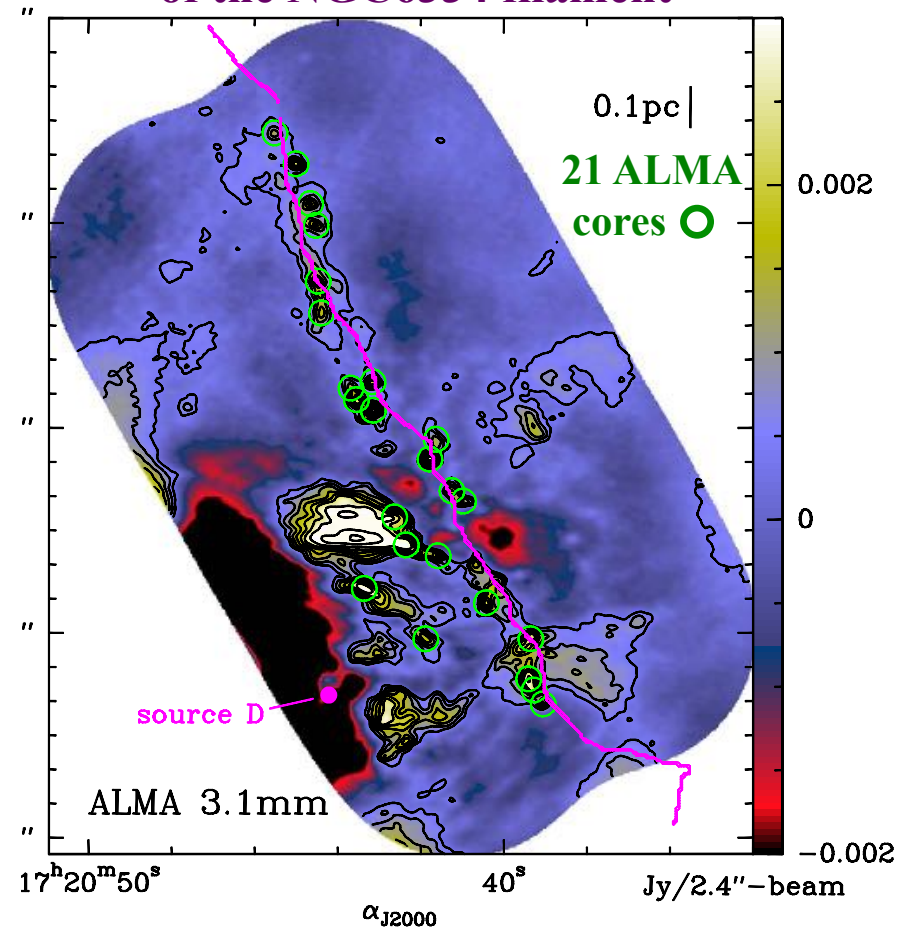 0.1pc
21 ALMA
cores
0.002
0
-0.002
source D
ALMA 3.1mm
17ʰ20ᵐ50ˢ
40ˢ
Jy/2.4″-beam
αJ2000
″
″
″
″
″